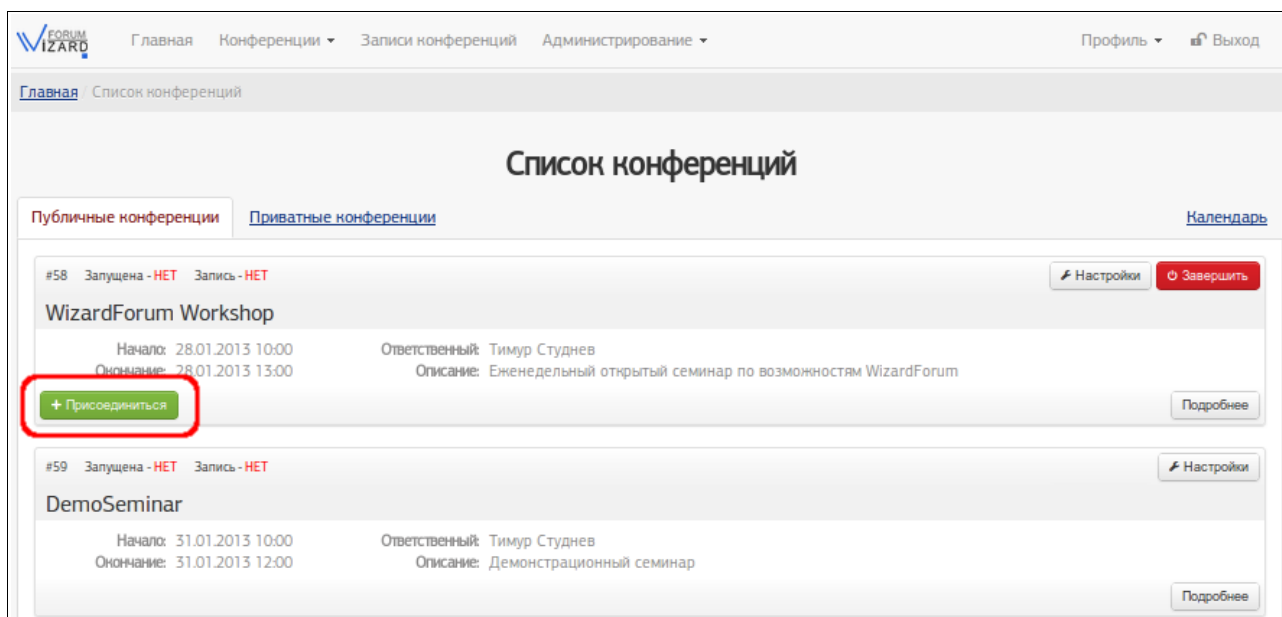 FORUM
WIZARD Главная Конференции Записи конференций Администрирование Профиль Выход
Главная / Список конференций
Список конференций
Публичные конференции Приватные конференции Календарь
#58 Запущена - НЕТ Запись - НЕТ Настройки Завершить
WizardForum Workshop
Начало: 28.01.2013 10:00 Ответственный: Тимур Студнев
Окончание: 28.01.2013 13:00 Описание: Еженедельный открытый семинар по возможностям WizardForum
+ Присоединиться Подробнее
#59 Запущена - НЕТ Запись - НЕТ Настройки
DemoSeminar
Начало: 31.01.2013 10:00 Ответственный: Тимур Студнев
Окончание: 31.01.2013 12:00 Описание: Демонстрационный семинар
Подробнее